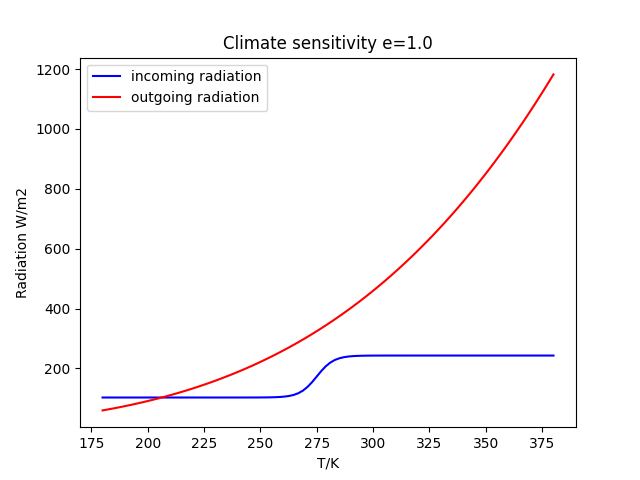 Climate sensitivity e=1.0
incoming radiation
outgoing radiation
1200
1000
800
600
400
200
Radiation W/m2
175 200 225 250 275 300 325 350 375
T/K